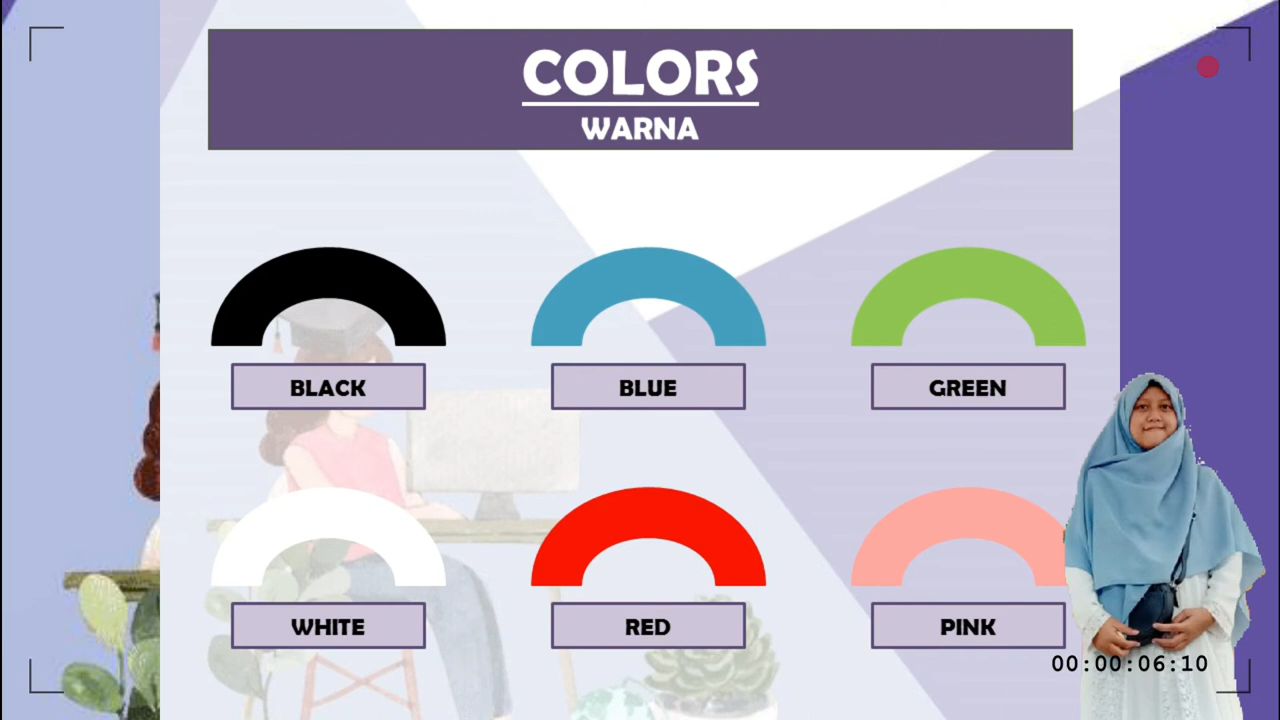 COLORS
WARNA
BLACK
BLUE
GREEN
WHITE
RED
PINK
00:00:06:10